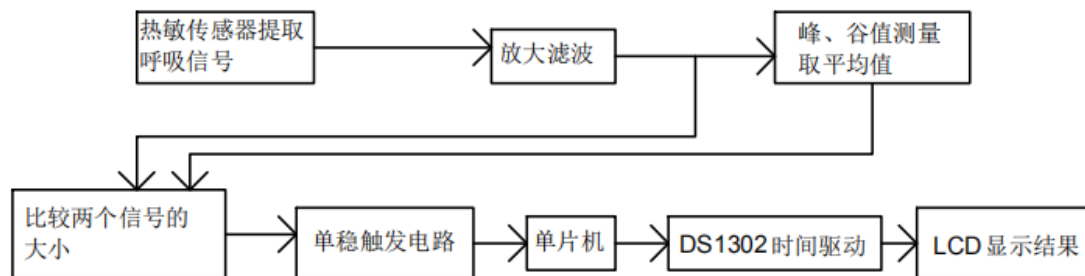 热敏传感器提取
呼吸信号
放大滤波
峰、谷值测量
取平均值
比较两个信号的
大小
单稳触发电路
单片机
DS1302时间驱动
LCD显示结果